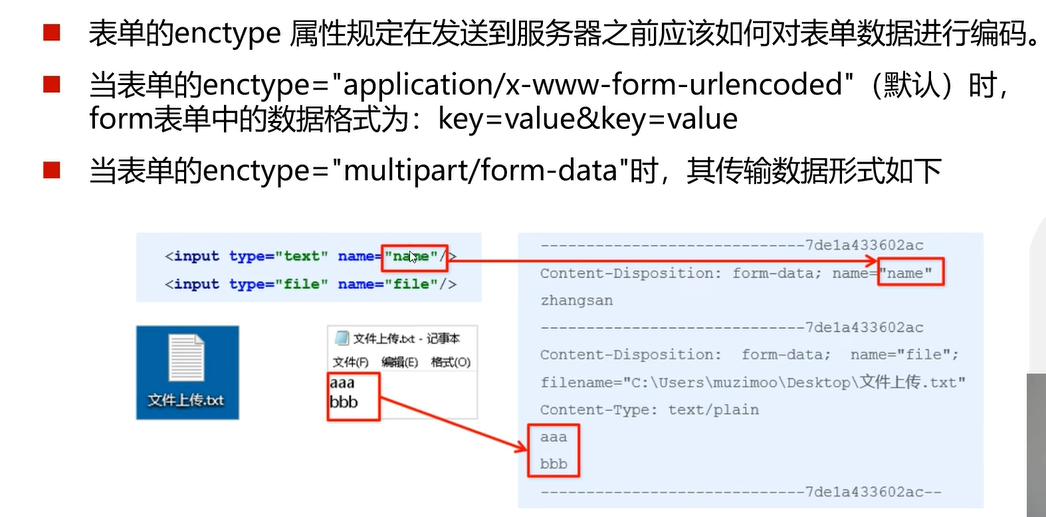 表单的enctype 属性规定在发送到服务器之前应该如何对表单数据进行编码。
当表单的enctype="application/x-www-form-urlencoded"（默认）时，
form表单中的数据格式为：key=value&key=value
当表单的enctype="multipart/form-data"时，其传输数据形式如下
<input type="text" name="name"/>
<input type="file" name="file"/>
文件上传.txt
文件上传.txt - 记事本
文件(F) 编辑(E) 格式(O)
aaa
bbb
-----------------------------7de1a433602ac
Content-Disposition: form-data; name="name"
zhangsan
-----------------------------7de1a433602ac
Content-Disposition: form-data; name="file";
filename="C:\Users\muzimoo\Desktop\文件上传.txt"
Content-Type: text/plain
aaa
bbb
-----------------------------7de1a433602ac--